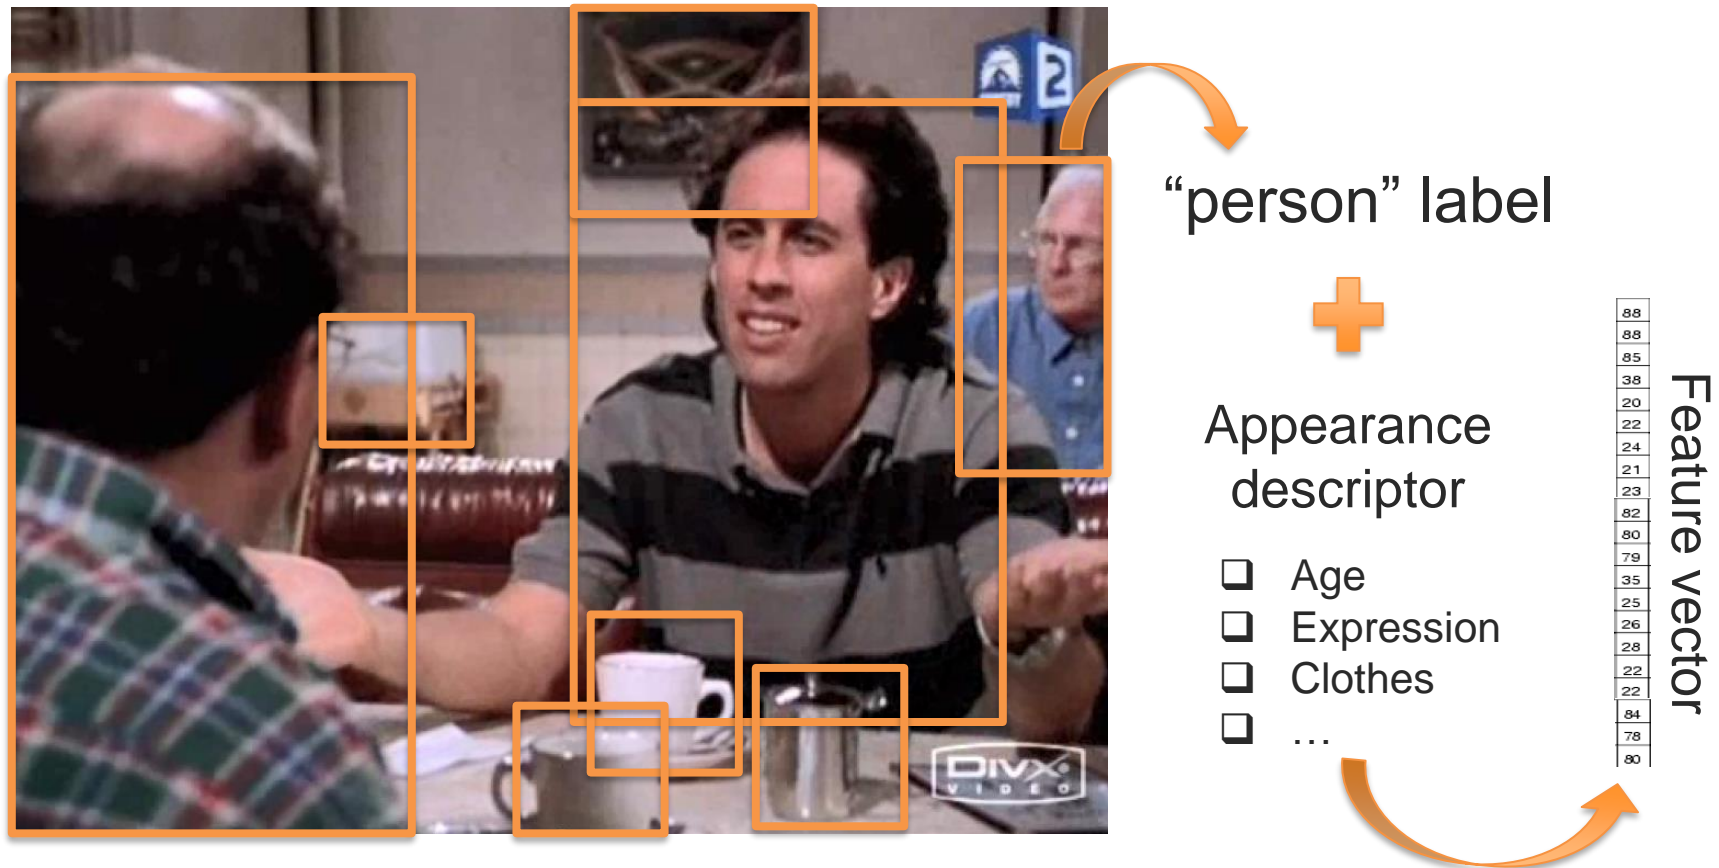 2
“person” label
Appearance
descriptor
❑ Age
❑ Expression
❑ Clothes
❑ …
88
88
85
38
20
22
24
21
23
82
80
79
35
25
26
28
22
22
84
78
80
Feature vector
DIVX
VIDEO